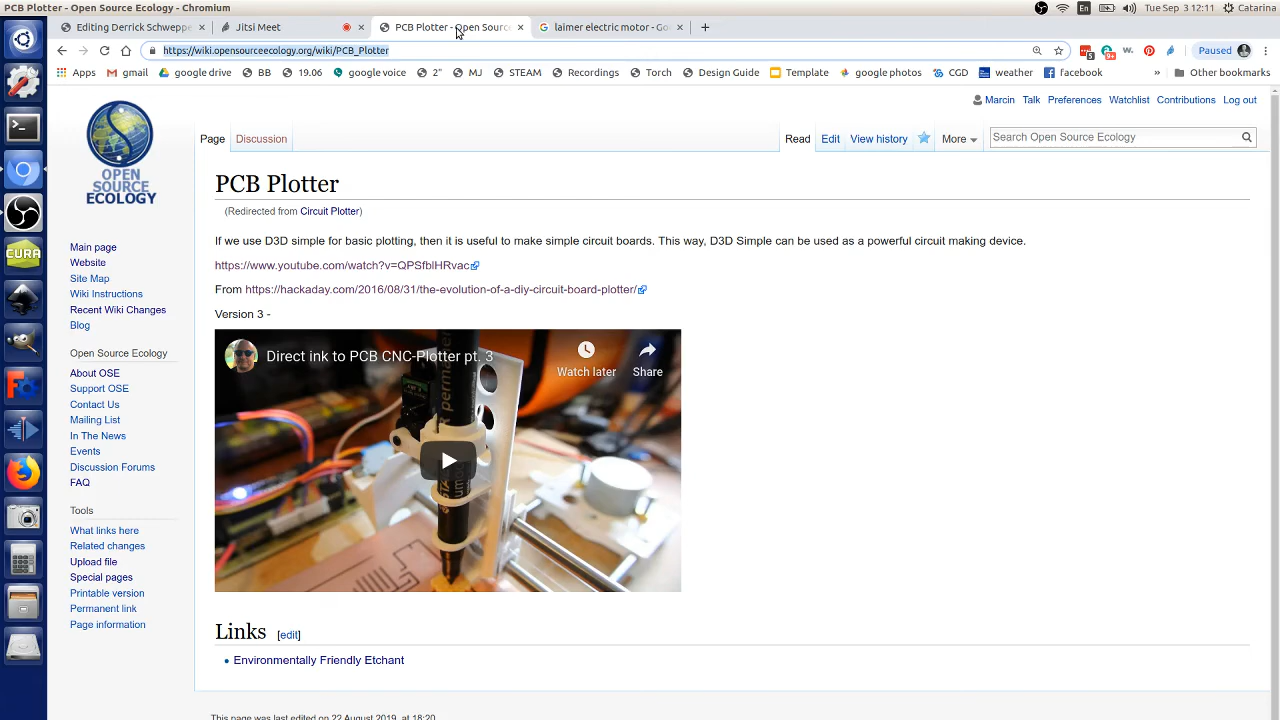 PCB Plotter - Open Source Ecology - Chromium
En
Tue Sep 3 12:11
Catarina
Editing Derrick Schweppe
Jitsi Meet
PCB Plotter - Open Source
laimer electric motor - Go
https://wiki.opensourceecology.org/wiki/PCB_Plotter
Paused
Apps
gmail
google drive
BB
19.06
google voice
2"
MJ
STEAM
Recordings
Torch
Design Guide
Template
google photos
CGD
weather
facebook
»
Other bookmarks
Marcin
Talk
Preferences
Watchlist
Contributions
Log out
Page
Discussion
Read
Edit
View history
More
Search Open Source Ecology
OPEN
SOURCE
ECOLOGY
PCB Plotter
(Redirected from Circuit Plotter)
If we use D3D simple for basic plotting, then it is useful to make simple circuit boards. This way, D3D Simple can be used as a powerful circuit making device.
https://www.youtube.com/watch?v=QPSfblHRvac
From https://hackaday.com/2016/08/31/the-evolution-of-a-diy-circuit-board-plotter/
Version 3 -
Direct ink to PCB CNC-Plotter pt. 3
Watch later
Share
Links [edit]
Environmentally Friendly Etchant
This page was last edited on 22 August 2019, at 18:20.
Main page
Website
Site Map
Wiki Instructions
Recent Wiki Changes
Blog
Open Source Ecology
About OSE
Support OSE
Contact Us
Mailing List
In The News
Events
Discussion Forums
FAQ
Tools
What links here
Related changes
Upload file
Special pages
Printable version
Permanent link
Page information
CURA